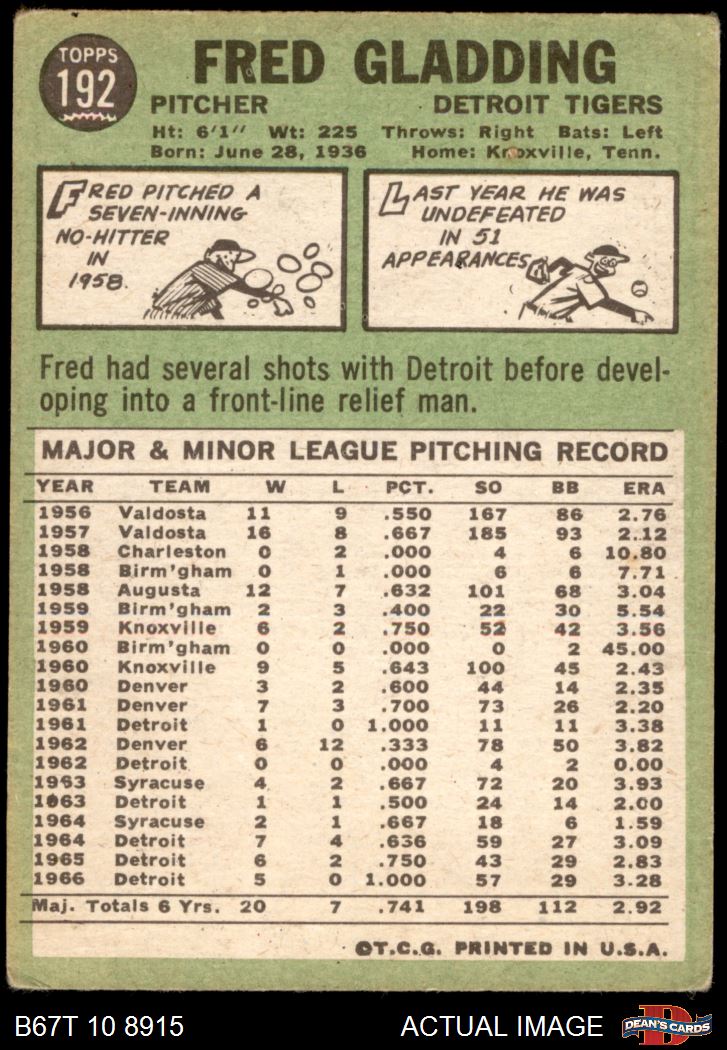 TOPPS
192
FRED GLADDING
PITCHER DETROIT TIGERS
Ht: 6'1" Wt: 225 Throws: Right Bats: Left
Born: June 28, 1936 Home: Knoxville, Tenn.
FRED PITCHED A
SEVEN-INNING
NO-HITTER
IN
1958.
LAST YEAR HE WAS
UNDEFEATED
IN 51
APPEARANCES
Fred had several shots with Detroit before devel-
oping into a front-line relief man.
MAJOR & MINOR LEAGUE PITCHING RECORD
YEAR TEAM W L PCT. SO BB ERA
1956 Valdosta 11 9 .550 167 86 2.76
1957 Valdosta 16 8 .667 185 93 2.12
1958 Charleston 0 2 .000 4 6 10.80
1958 Birm'gham 0 1 .000 6 6 7.71
1958 Augusta 12 7 .632 101 68 3.04
1959 Birm'gham 2 3 .400 22 30 5.54
1959 Knoxville 6 2 .750 52 42 3.56
1960 Birm'gham 0 0 .000 0 2 45.00
1960 Knoxville 9 5 .643 100 45 2.43
1960 Denver 3 2 .600 44 14 2.35
1961 Denver 7 3 .700 73 26 2.20
1961 Detroit 1 0 1.000 11 11 3.38
1962 Denver 6 12 .333 78 50 3.82
1962 Detroit 0 0 .000 4 2 0.00
1963 Syracuse 4 2 .667 72 20 3.93
1963 Detroit 1 1 .500 24 14 2.00
1964 Syracuse 2 1 .667 18 6 1.59
1964 Detroit 7 4 .636 59 27 3.09
1965 Detroit 6 2 .750 43 29 2.83
1966 Detroit 5 0 1.000 57 29 3.28
Maj. Totals 6 Yrs. 20 7 .741 198 112 2.92
©T.C.G. PRINTED IN U.S.A.
B67T 10 8915 ACTUAL IMAGE
D
DEAN'S CARDS